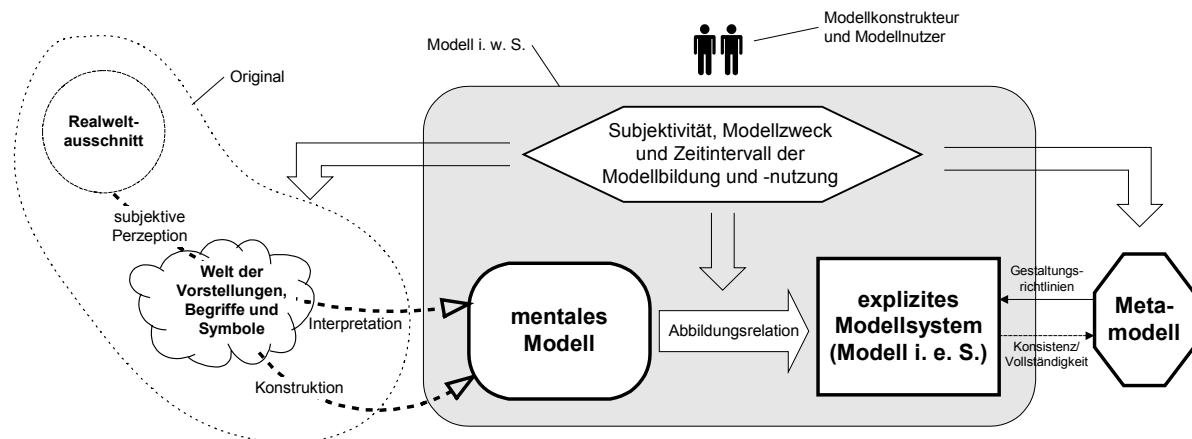 Modellkonstrukteur
und Modellnutzer
Modell i. w. S.
Original
Realwelt-
ausschnitt
Subjektivität, Modellzweck
und Zeitintervall der
Modellbildung und -nutzung
subjektive
Perzeption
Welt der
Vorstellungen,
Begriffe und
Symbole
Interpretation
Konstruktion
mentales
Modell
Abbildungsrelation
explizites
Modellsystem
(Modell i. e. S.)
Gestaltungs-
richtlinien
Konsistenz/
Vollständigkeit
Meta-
modell